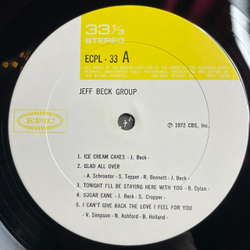 33⅓
STEREO
ECPL - 33 A
JEFF BECK GROUP
EPIC
℗ 1972 CBS, Inc.
1. ICE CREAM CAKES - J. Beck -
2. GLAD ALL OVER
- A. Schroeder - S. Tepper - R. Bennett - J. Beck -
3. TONIGHT I'LL BE STAYING HERE WITH YOU - B. Dylan -
4. SUGAR CANE - J. Beck - S. Cropper -
5. I CAN'T GIVE BACK THE LOVE I FEEL FOR YOU
- V. Simpson - N. Ashford - B. Holland -